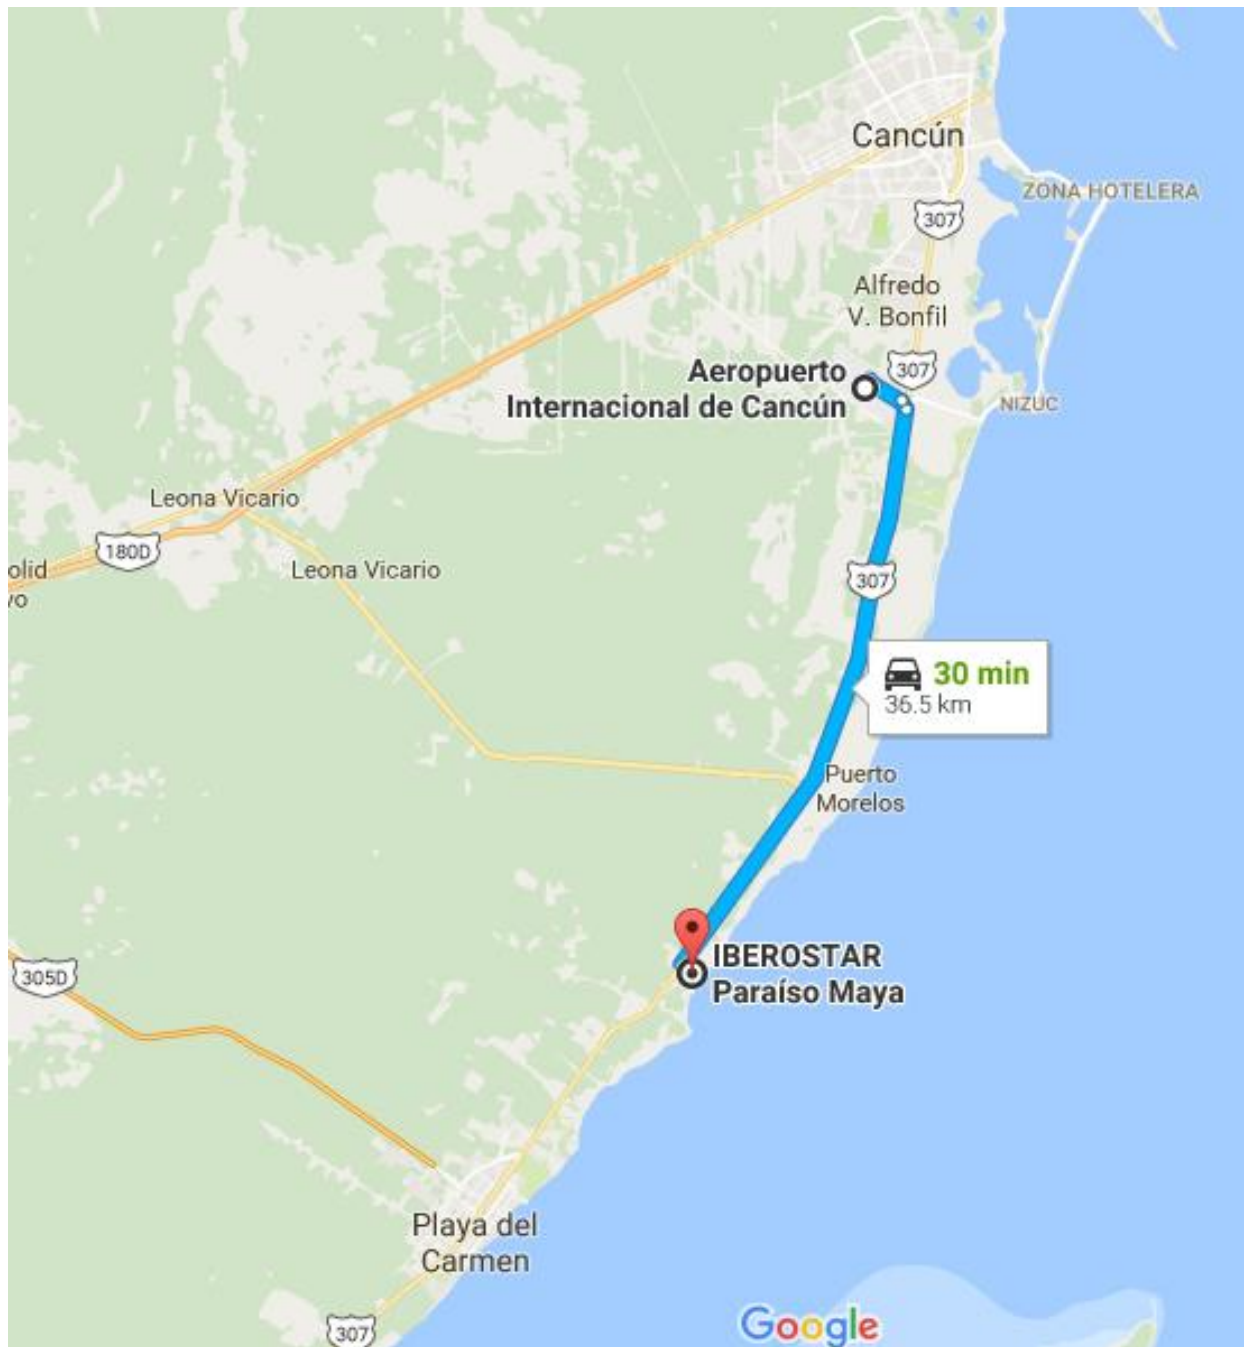 Cancún
ZONA HOTELERA
307
Alfredo
V. Bonfil
307
Aeropuerto
Internacional de Cancún
NIZUC
Leona Vicario
180D
olid
Leona Vicario
307
30 min
36.5 km
Puerto
Morelos
IBEROSTAR
Paraíso Maya
305D
Playa del
Carmen
307
Google